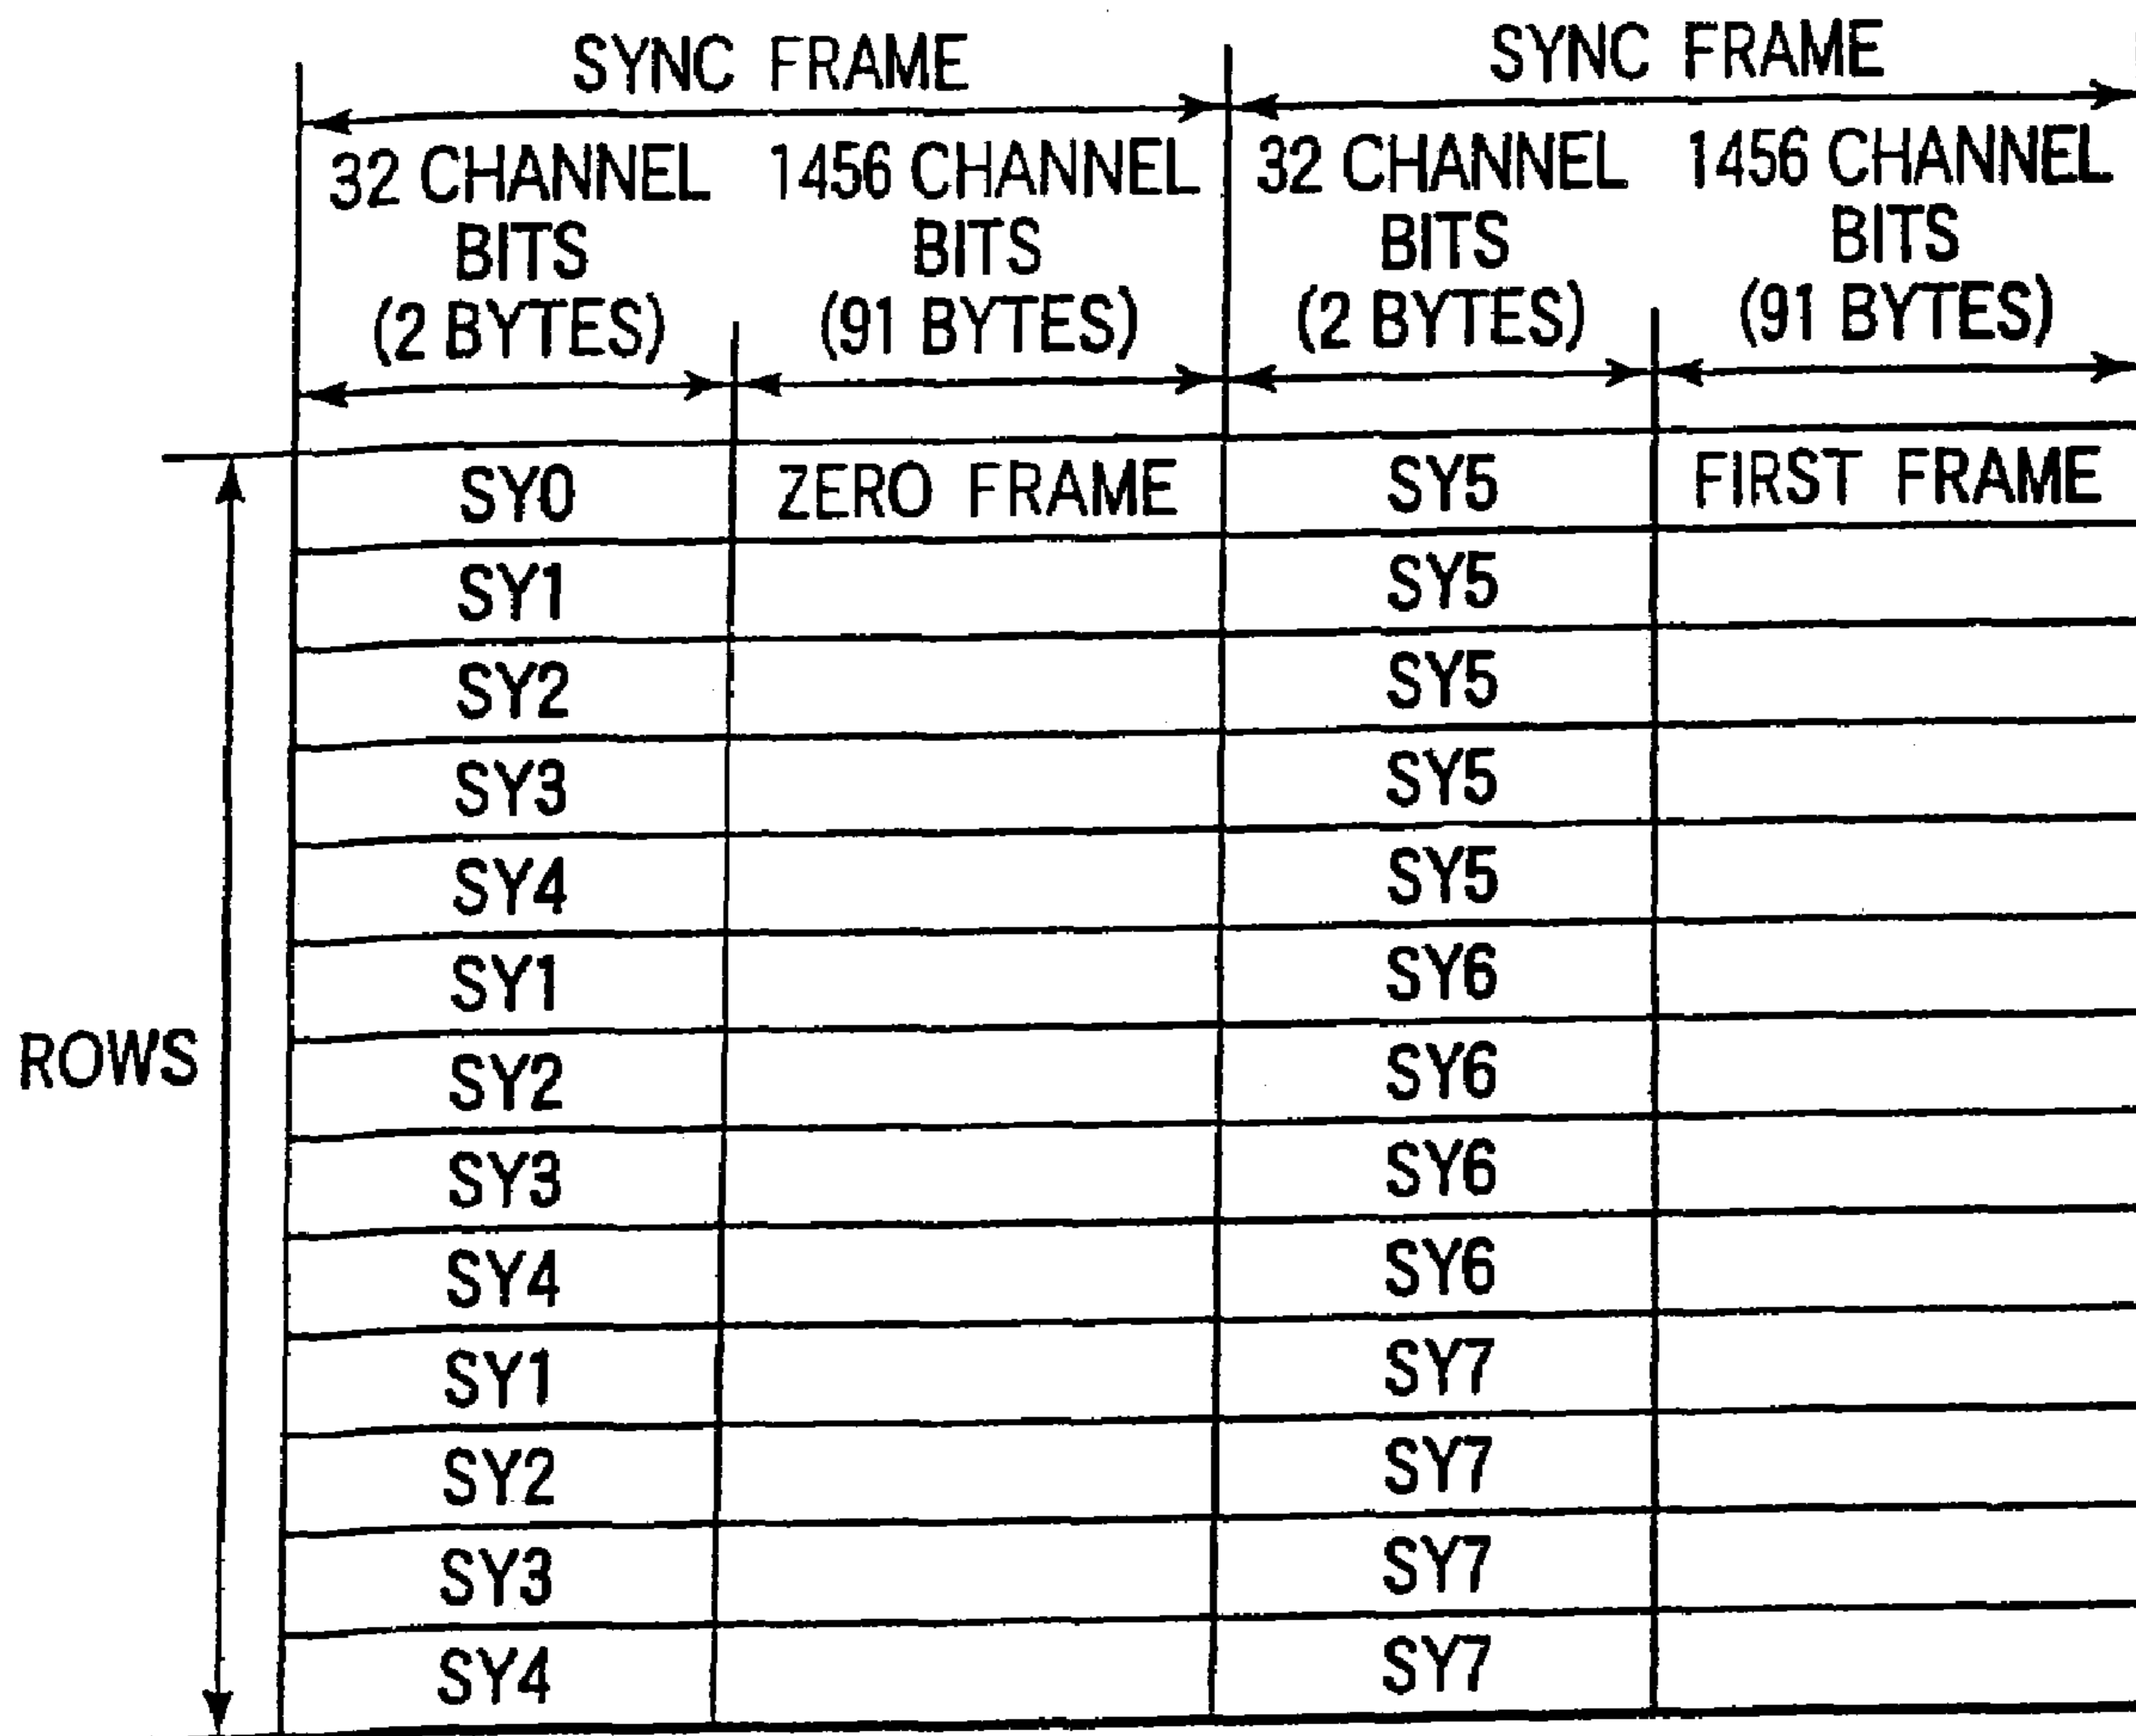 SYNC FRAME SYNC FRAME
32 CHANNEL BITS (2 BYTES) 1456 CHANNEL BITS (91 BYTES) 32 CHANNEL BITS (2 BYTES) 1456 CHANNEL BITS (91 BYTES)
SY0 ZERO FRAME SY5 FIRST FRAME
SY1 SY5
SY2 SY5
SY3 SY5
SY4 SY5
SY1 SY6
ROWS
SY2 SY6
SY3 SY6
SY4 SY6
SY1 SY7
SY2 SY7
SY3 SY7
SY4 SY7